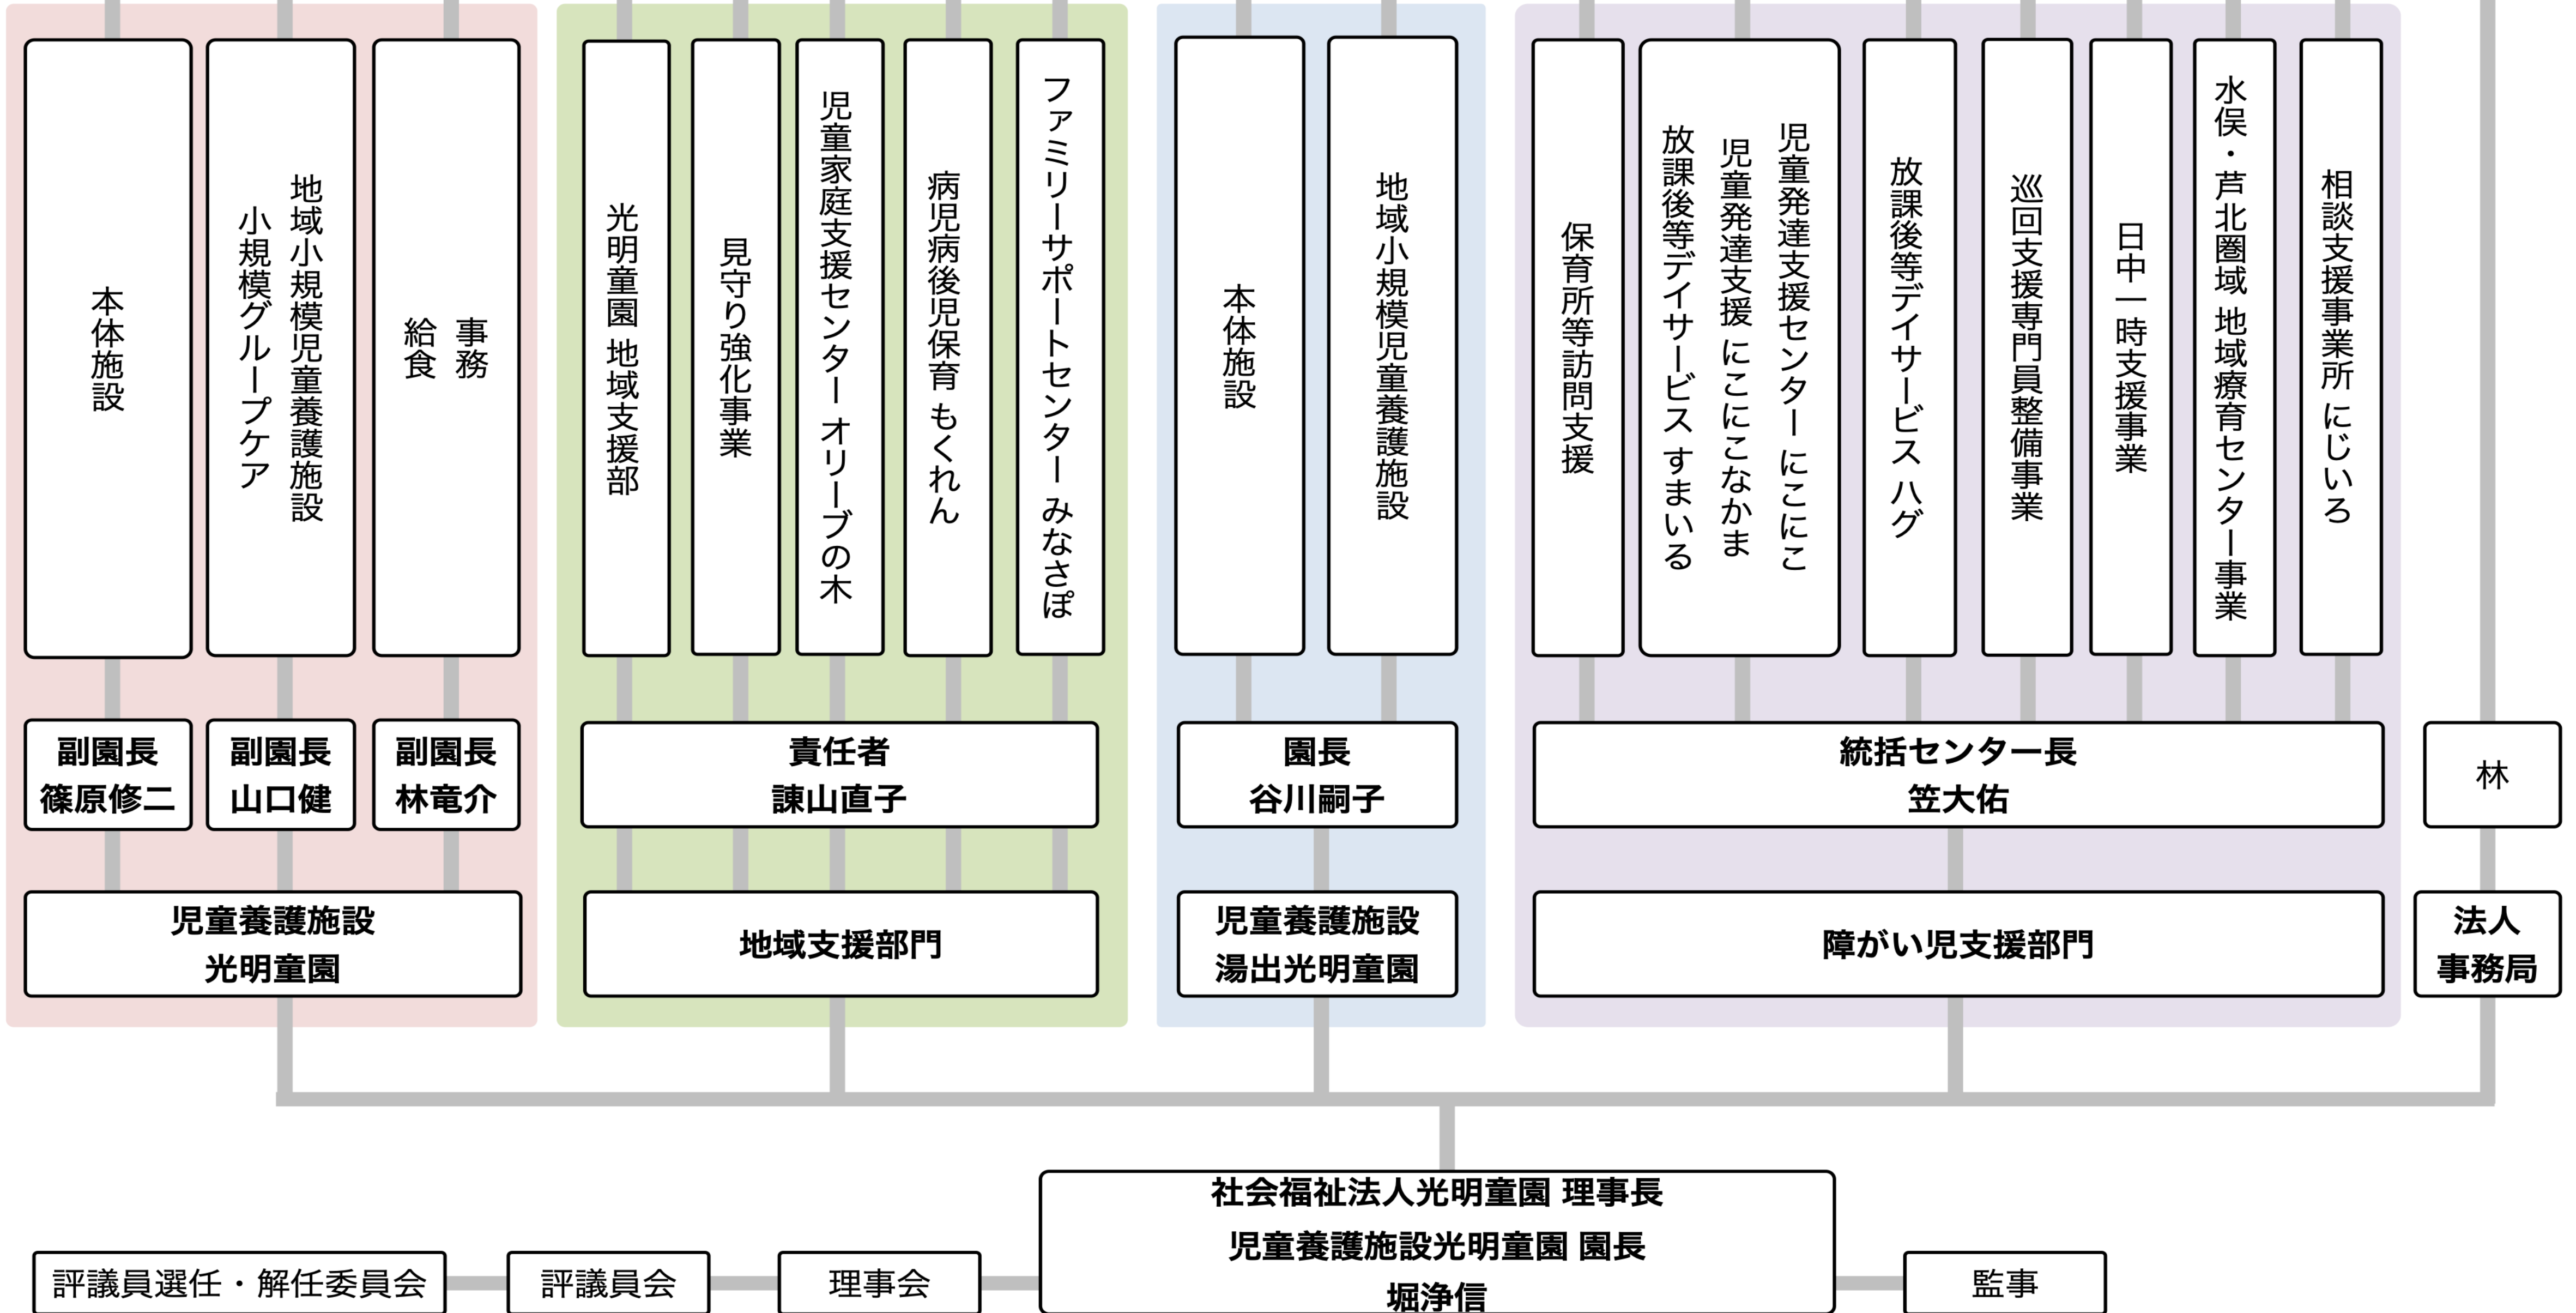 本体施設
地域小規模児童養護施設
小規模グループケア
事務
給食
光明童園 地域支援部
見守り強化事業
児童家庭支援センター オリーブの木
病児病後児保育 もくれん
ファミリーサポートセンター みなさぽ
本体施設
地域小規模児童養護施設
保育所等訪問支援
児童発達支援センター にこにこ
児童発達支援 にこにこなかま
放課後等デイサービス すまいる
放課後等デイサービス ハグ
巡回支援専門員整備事業
日中一時支援事業
水俣・芦北圏域 地域療育センター事業
相談支援事業所 にじいろ
副園長
篠原修二
副園長
山口健
副園長
林竜介
責任者
諌山直子
園長
谷川嗣子
統括センター長
笠大佑
林
児童養護施設
光明童園
地域支援部門
児童養護施設
湯出光明童園
障がい児支援部門
法人
事務局
社会福祉法人光明童園 理事長
児童養護施設光明童園 園長
堀浄信
評議員選任・解任委員会
評議員会
理事会
監事